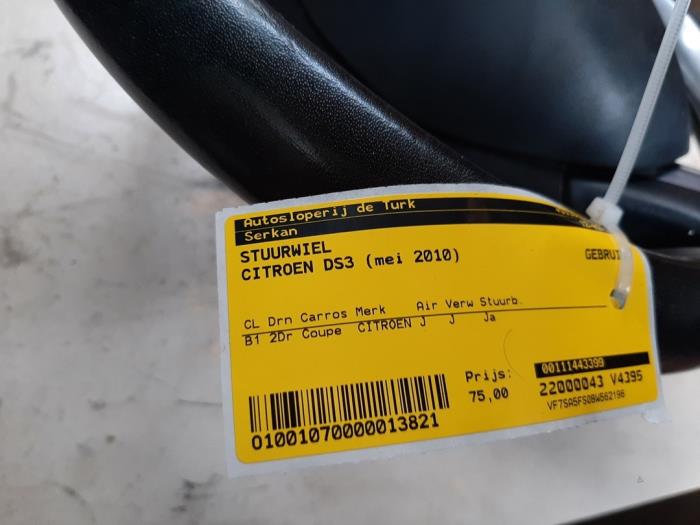 Autosloperij de Turk
Serkan
STUURWIEL
CITROEN DS3 (mei 2010)
GEBRUI
CL Drn Carros Merk Air Verw Stuurb.
B1 2Dr Coupe CITROEN J J Ja
Prijs:
75,00
00111443399
22000043 V4395
VF7SA5FS0BW562196
01001070000013821